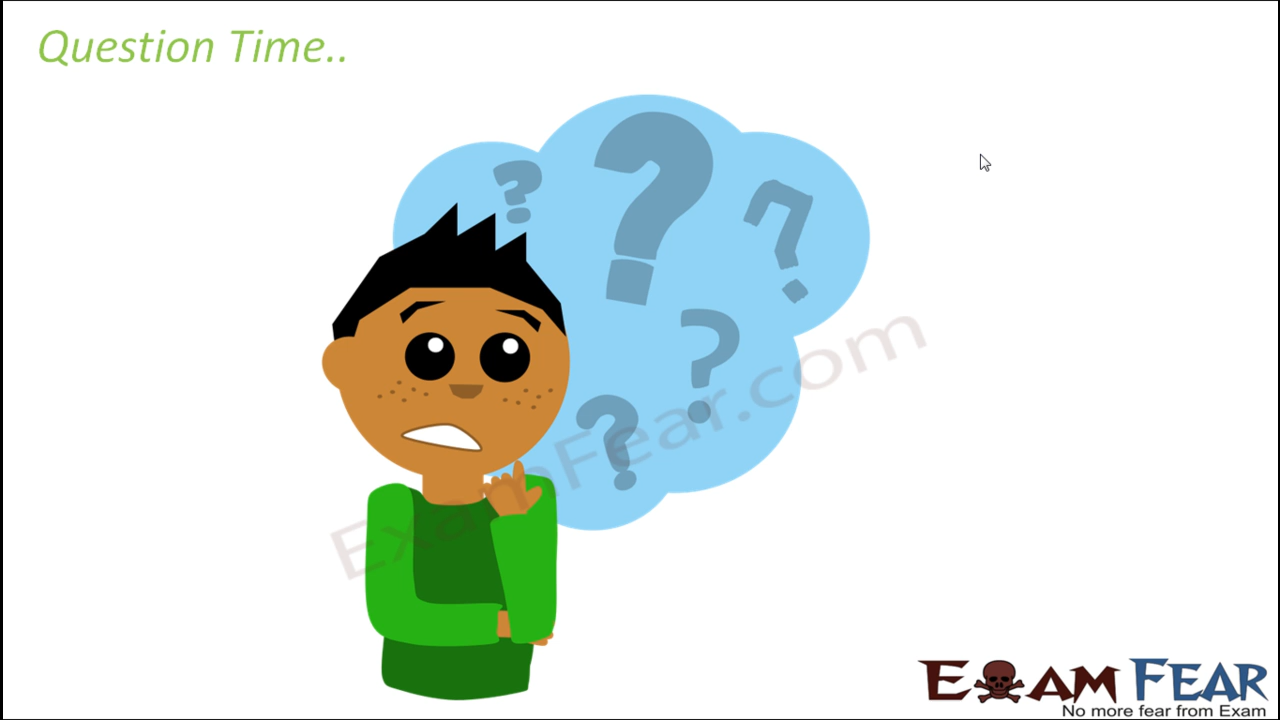 Question Time..
? ? ?
?
?
ExamFear.com
EXAM FEAR
No more fear from Exam